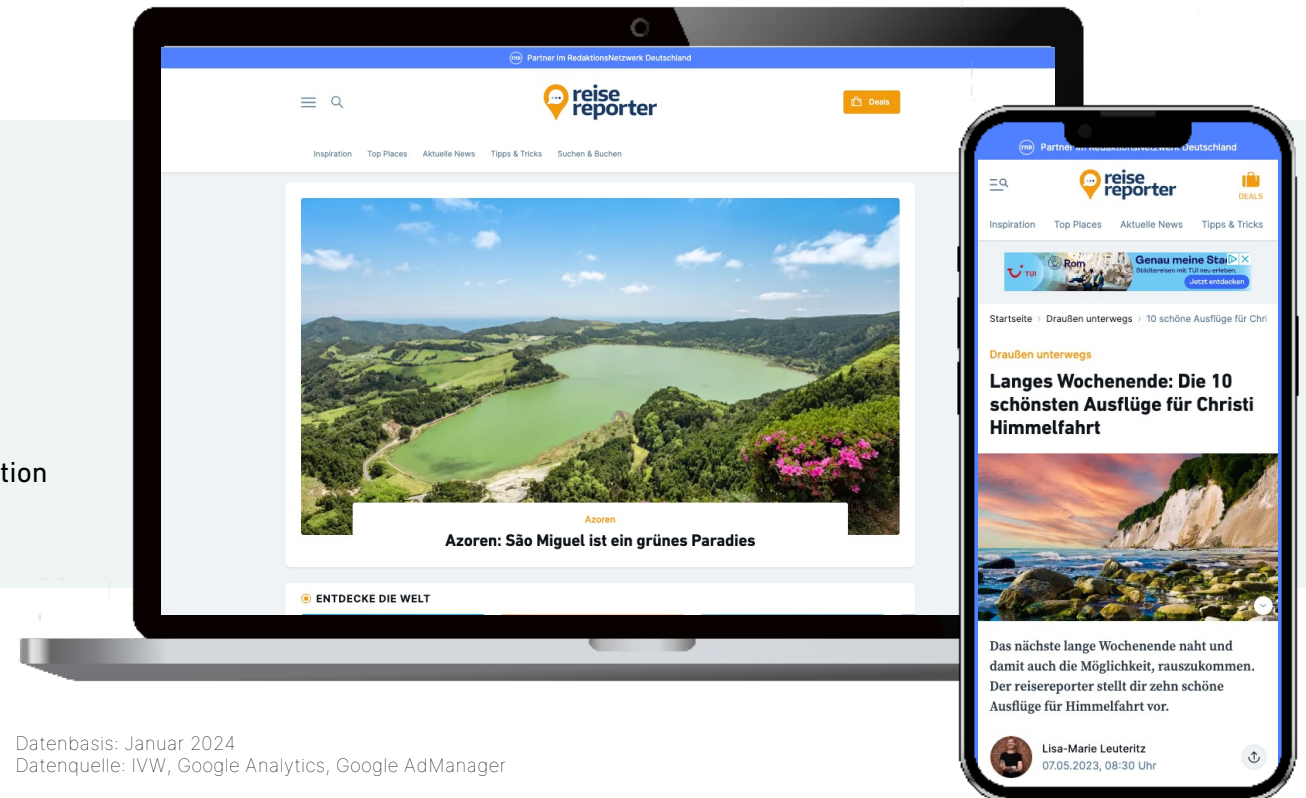 rnd Partner im RedaktionsNetzwerk Deutschland
reise
reporter
Deals
Inspiration Top Places Aktuelle News Tipps & Tricks Suchen & Buchen
Azoren
Azoren: São Miguel ist ein grünes Paradies
ENTDECKE DIE WELT
tion
rnd Partner im RedaktionsNetzwerk Deutschland
reise
reporter
DEALS
Inspiration Top Places Aktuelle News Tipps & Tricks
TUI
Rom
Genau meine Sta
Städtereisen mit TUI neu erleben.
Jetzt entdecken
Startseite > Draußen unterwegs > 10 schöne Ausflüge für Chri
Draußen unterwegs
Langes Wochenende: Die 10
schönsten Ausflüge für Christi
Himmelfahrt
Das nächste lange Wochenende naht und
damit auch die Möglichkeit, rauszukommen.
Der reisereporter stellt dir zehn schöne
Ausflüge für Himmelfahrt vor.
Lisa-Marie Leuteritz
07.05.2023, 08:30 Uhr
Datenbasis: Januar 2024
Datenquelle: IVW, Google Analytics, Google AdManager